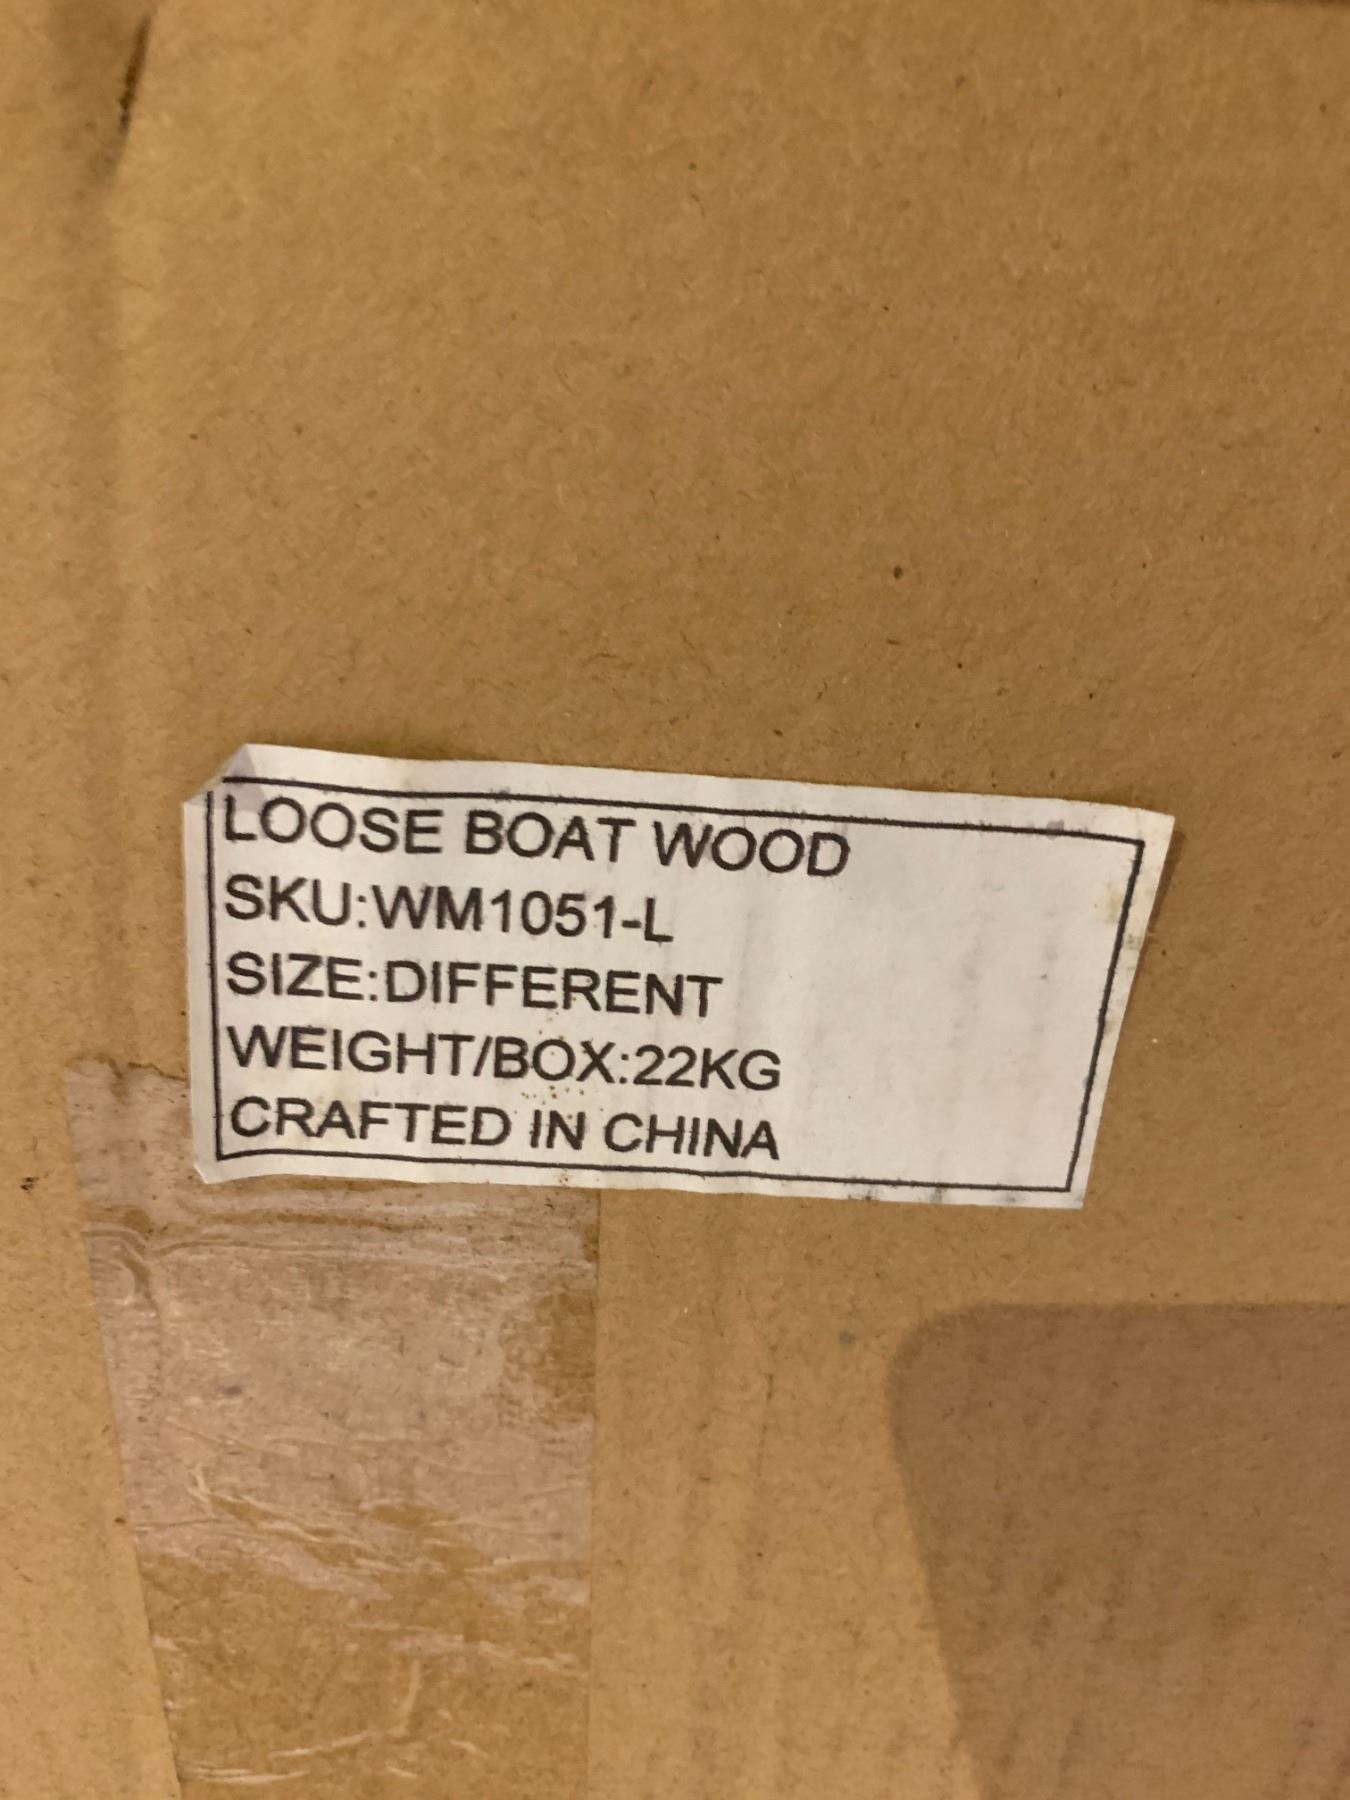 LOOSE BOAT WOOD
SKU:WM1051-L
SIZE:DIFFERENT
WEIGHT/BOX:22KG
CRAFTED IN CHINA